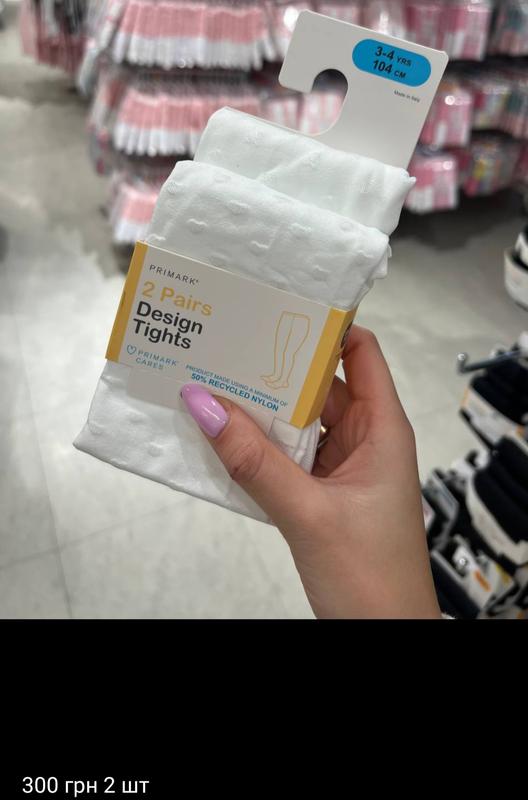 3-4 YRS
104 CM
Made in Italy
PRIMARK®
2 Pairs
Design
Tights
PRIMARK®
CARES
PRODUCT MADE USING A MINIMUM OF
50% RECYCLED NYLON
300 грн 2 шт